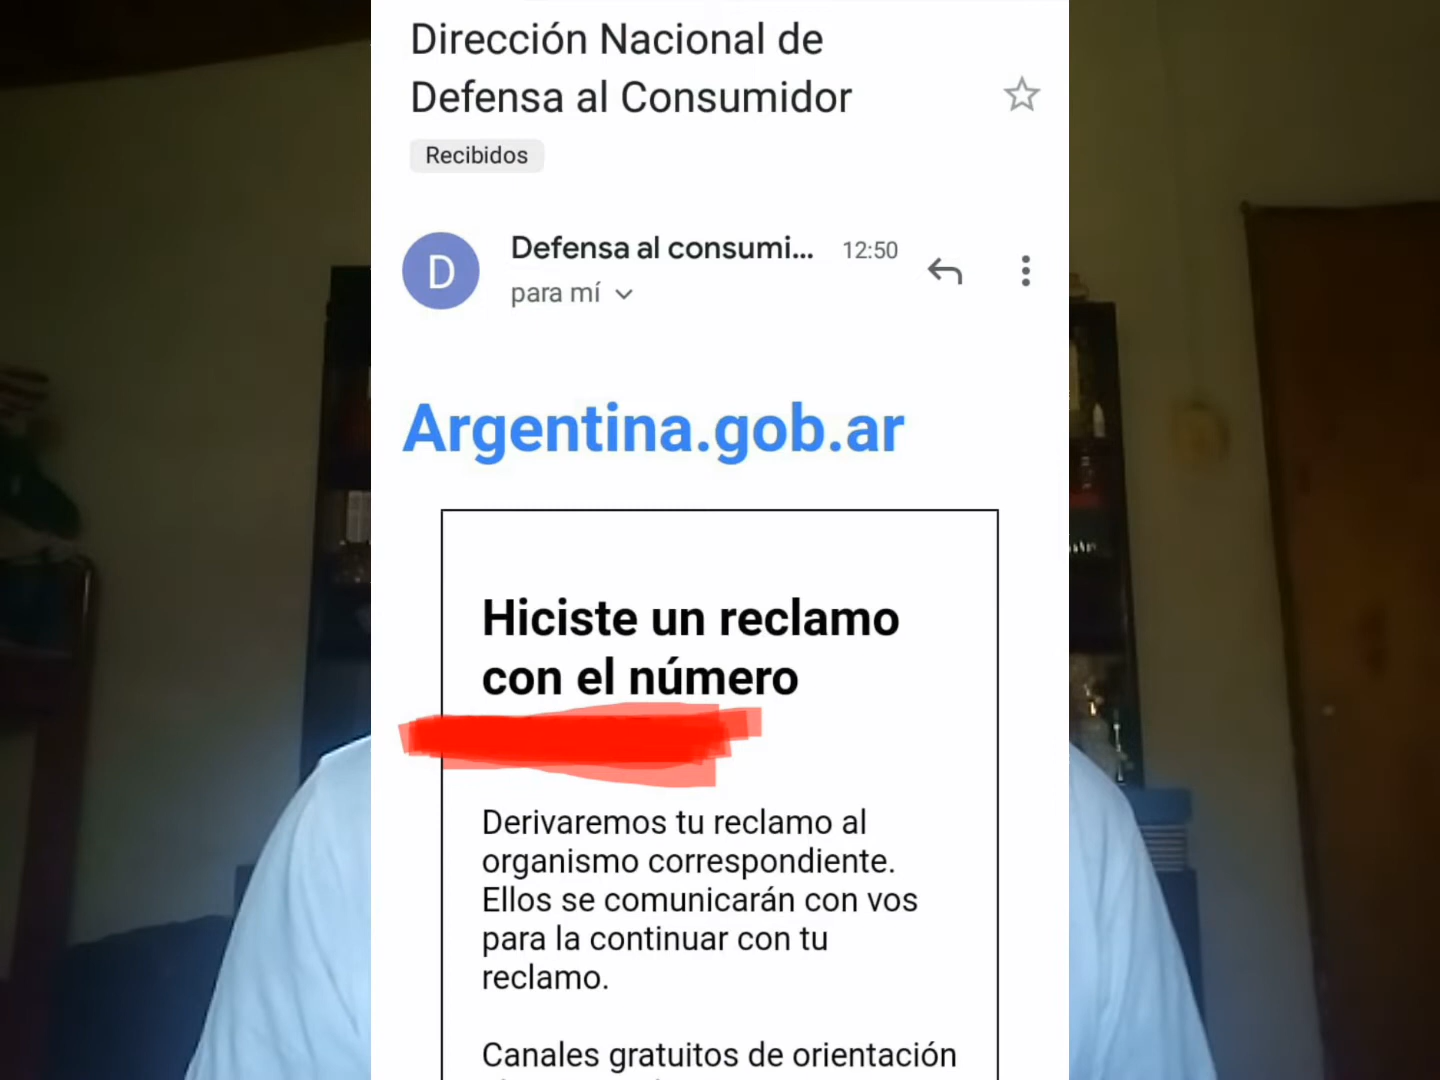 Dirección Nacional de
Defensa al Consumidor
Recibidos
D
Defensa al consumi... 12:50
para mí
Argentina.gob.ar
Hiciste un reclamo
con el número
Derivaremos tu reclamo al
organismo correspondiente.
Ellos se comunicarán con vos
para la continuar con tu
reclamo.
Canales gratuitos de orientación